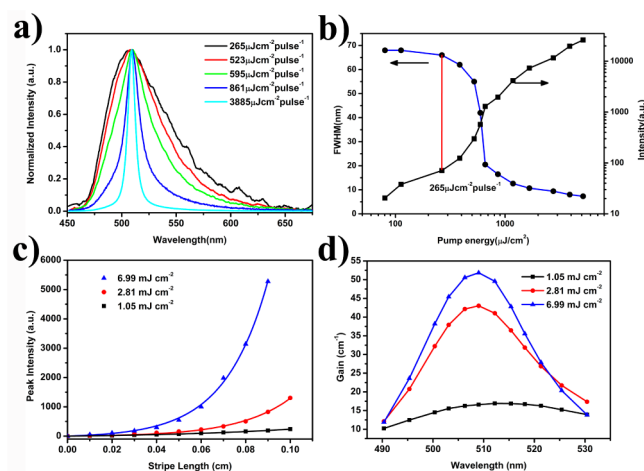 a)
b)
265μJcm⁻²pulse⁻¹
523μJcm⁻²pulse⁻¹
595μJcm⁻²pulse⁻¹
861μJcm⁻²pulse⁻¹
3885μJcm⁻²pulse⁻¹
Normalized Intensity (a.u.)
1.0
0.8
0.6
0.4
0.2
0.0
450
500
550
600
650
Wavelength(nm)
FWHM(nm)
70
60
50
40
30
20
10
0
265μJcm⁻²pulse⁻¹
10000
1000
100
10
Intensity(a.u.)
100
1000
Pump energy(μJ/cm²)
c)
d)
6.99 mJ cm⁻²
2.81 mJ cm⁻²
1.05 mJ cm⁻²
Peak Intensity (a.u.)
6000
5000
4000
3000
2000
1000
0
0.00
0.02
0.04
0.06
0.08
0.10
Stripe Length (cm)
1.05 mJ cm⁻²
2.81 mJ cm⁻²
6.99 mJ cm⁻²
Gain (cm⁻¹)
55
50
45
40
35
30
25
20
15
10
5
490
500
510
520
530
Wavelength (nm)